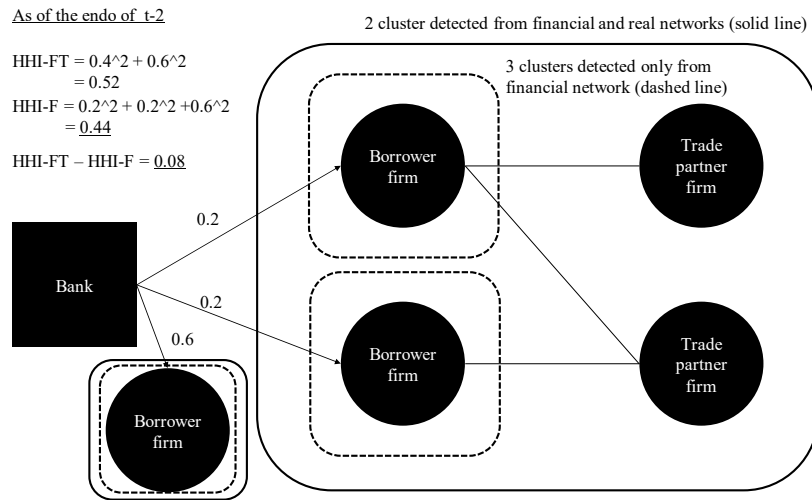 As of the endo of t-2
HHI-FT = 0.4^2 + 0.6^2
= 0.52
HHI-F = 0.2^2 + 0.2^2 +0.6^2
= 0.44
HHI-FT – HHI-F = 0.08
2 cluster detected from financial and real networks (solid line)
3 clusters detected only from
financial network (dashed line)
Borrower
firm
Trade
partner
firm
0.2
Bank
0.2
0.6
Borrower
firm
Trade
partner
firm
Borrower
firm